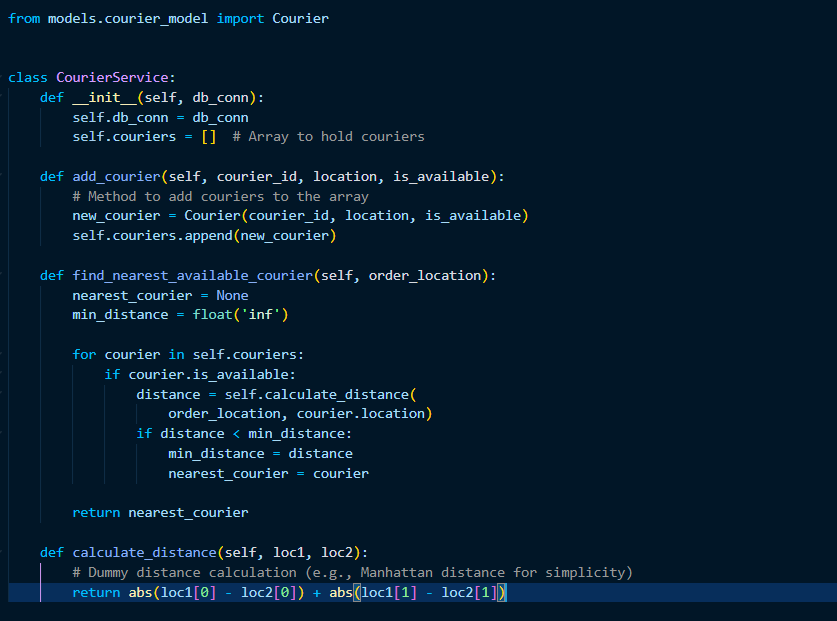 from models.courier_model import Courier
class CourierService:
    def __init__(self, db_conn):
        self.db_conn = db_conn
        self.couriers = []  # Array to hold couriers
    def add_courier(self, courier_id, location, is_available):
        # Method to add couriers to the array
        new_courier = Courier(courier_id, location, is_available)
        self.couriers.append(new_courier)
    def find_nearest_available_courier(self, order_location):
        nearest_courier = None
        min_distance = float('inf')
        for courier in self.couriers:
            if courier.is_available:
                distance = self.calculate_distance(
                    order_location, courier.location)
                if distance < min_distance:
                    min_distance = distance
                    nearest_courier = courier
        return nearest_courier
    def calculate_distance(self, loc1, loc2):
        # Dummy distance calculation (e.g., Manhattan distance for simplicity)
        return abs(loc1[0] - loc2[0]) + abs(loc1[1] - loc2[1])